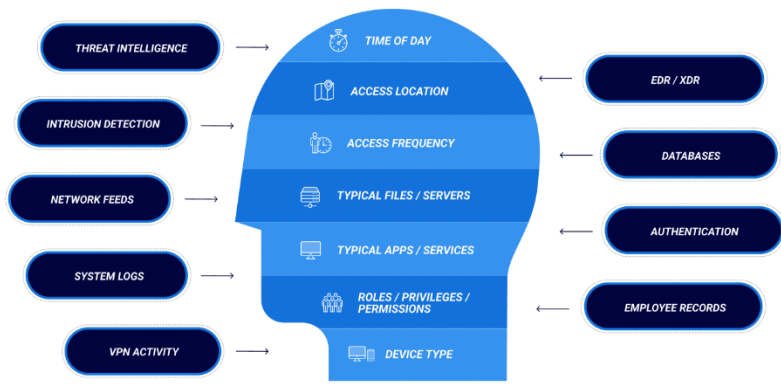 THREAT INTELLIGENCE
INTRUSION DETECTION
NETWORK FEEDS
SYSTEM LOGS
VPN ACTIVITY
TIME OF DAY
ACCESS LOCATION
ACCESS FREQUENCY
TYPICAL FILES / SERVERS
TYPICAL APPS / SERVICES
ROLES / PRIVILEGES /
PERMISSIONS
DEVICE TYPE
EDR / XDR
DATABASES
AUTHENTICATION
EMPLOYEE RECORDS